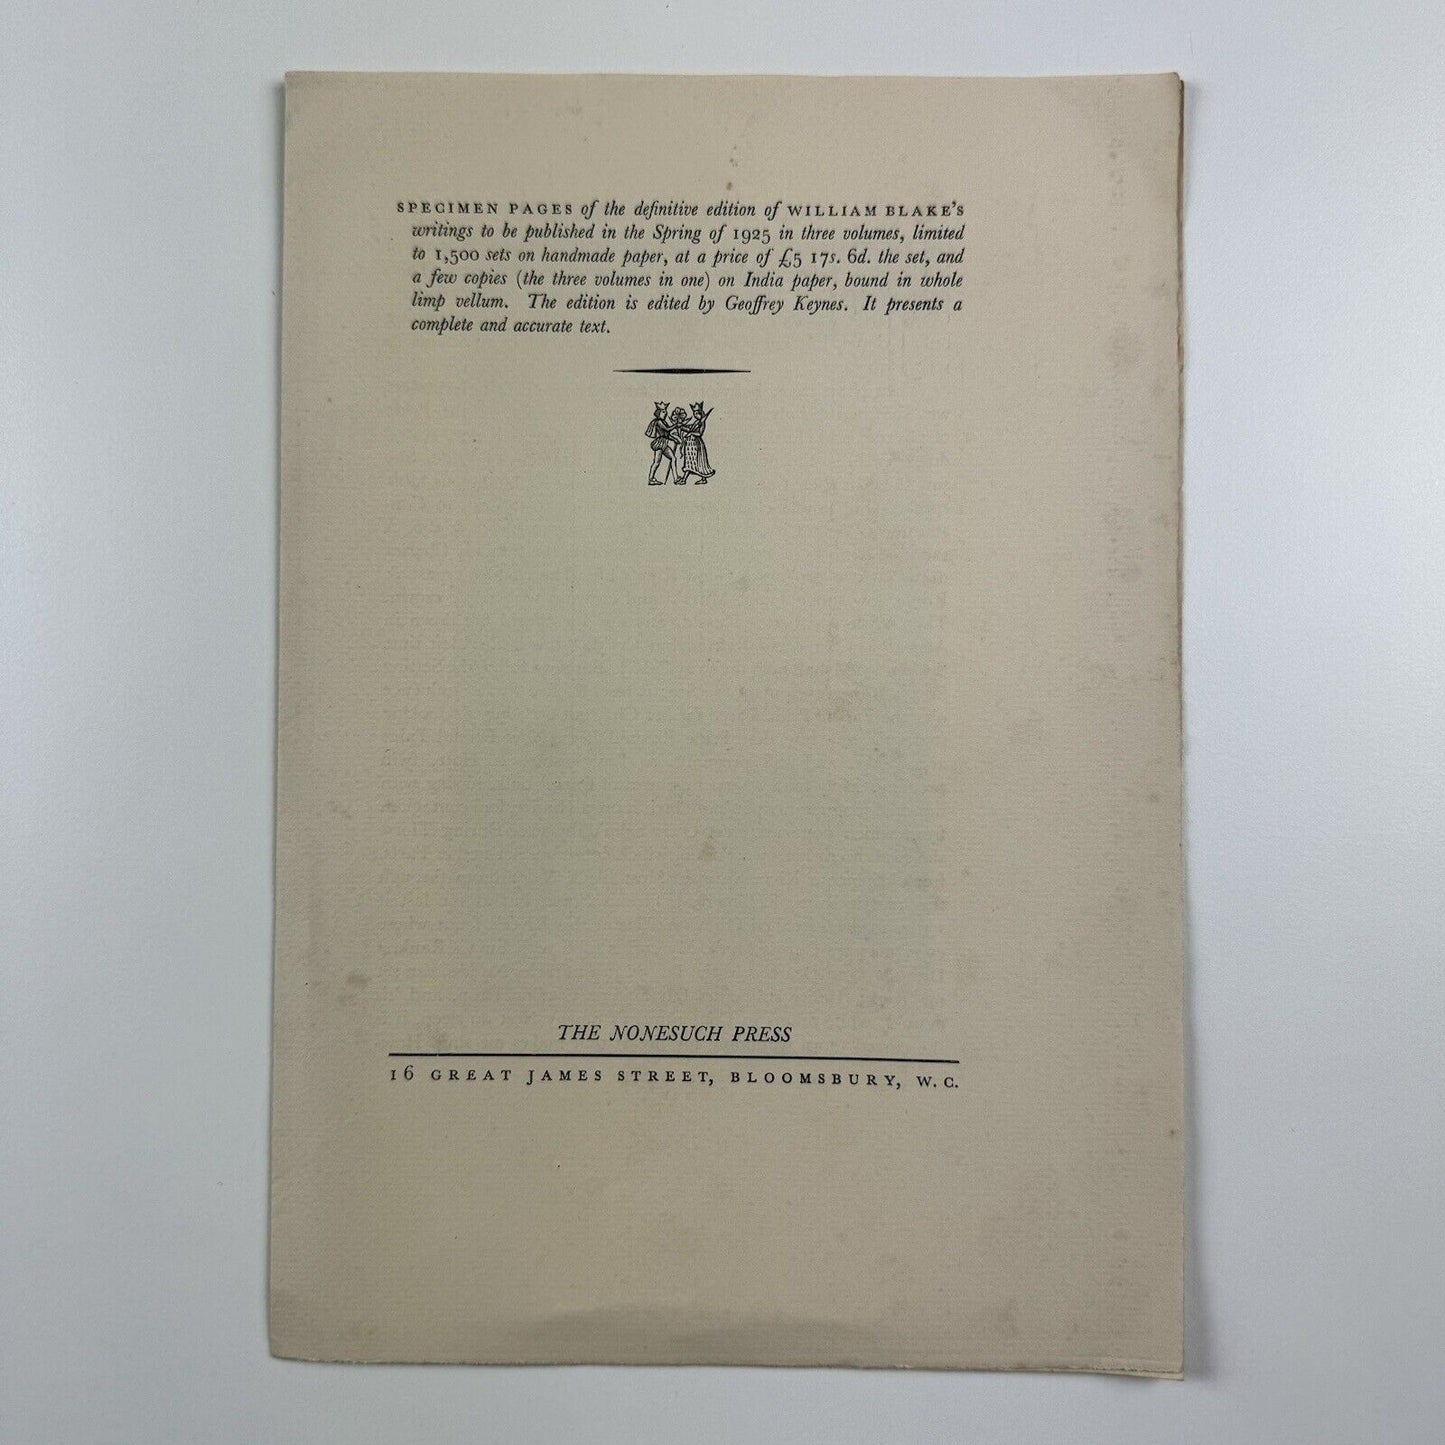 SPECIMEN PAGES of the definitive edition of WILLIAM BLAKE'S
writings to be published in the Spring of 1925 in three volumes, limited
to 1,500 sets on handmade paper, at a price of £5 17s. 6d. the set, and
a few copies (the three volumes in one) on India paper, bound in whole
limp vellum. The edition is edited by Geoffrey Keynes. It presents a
complete and accurate text.
THE NONESUCH PRESS
16 GREAT JAMES STREET, BLOOMSBURY, W. C.